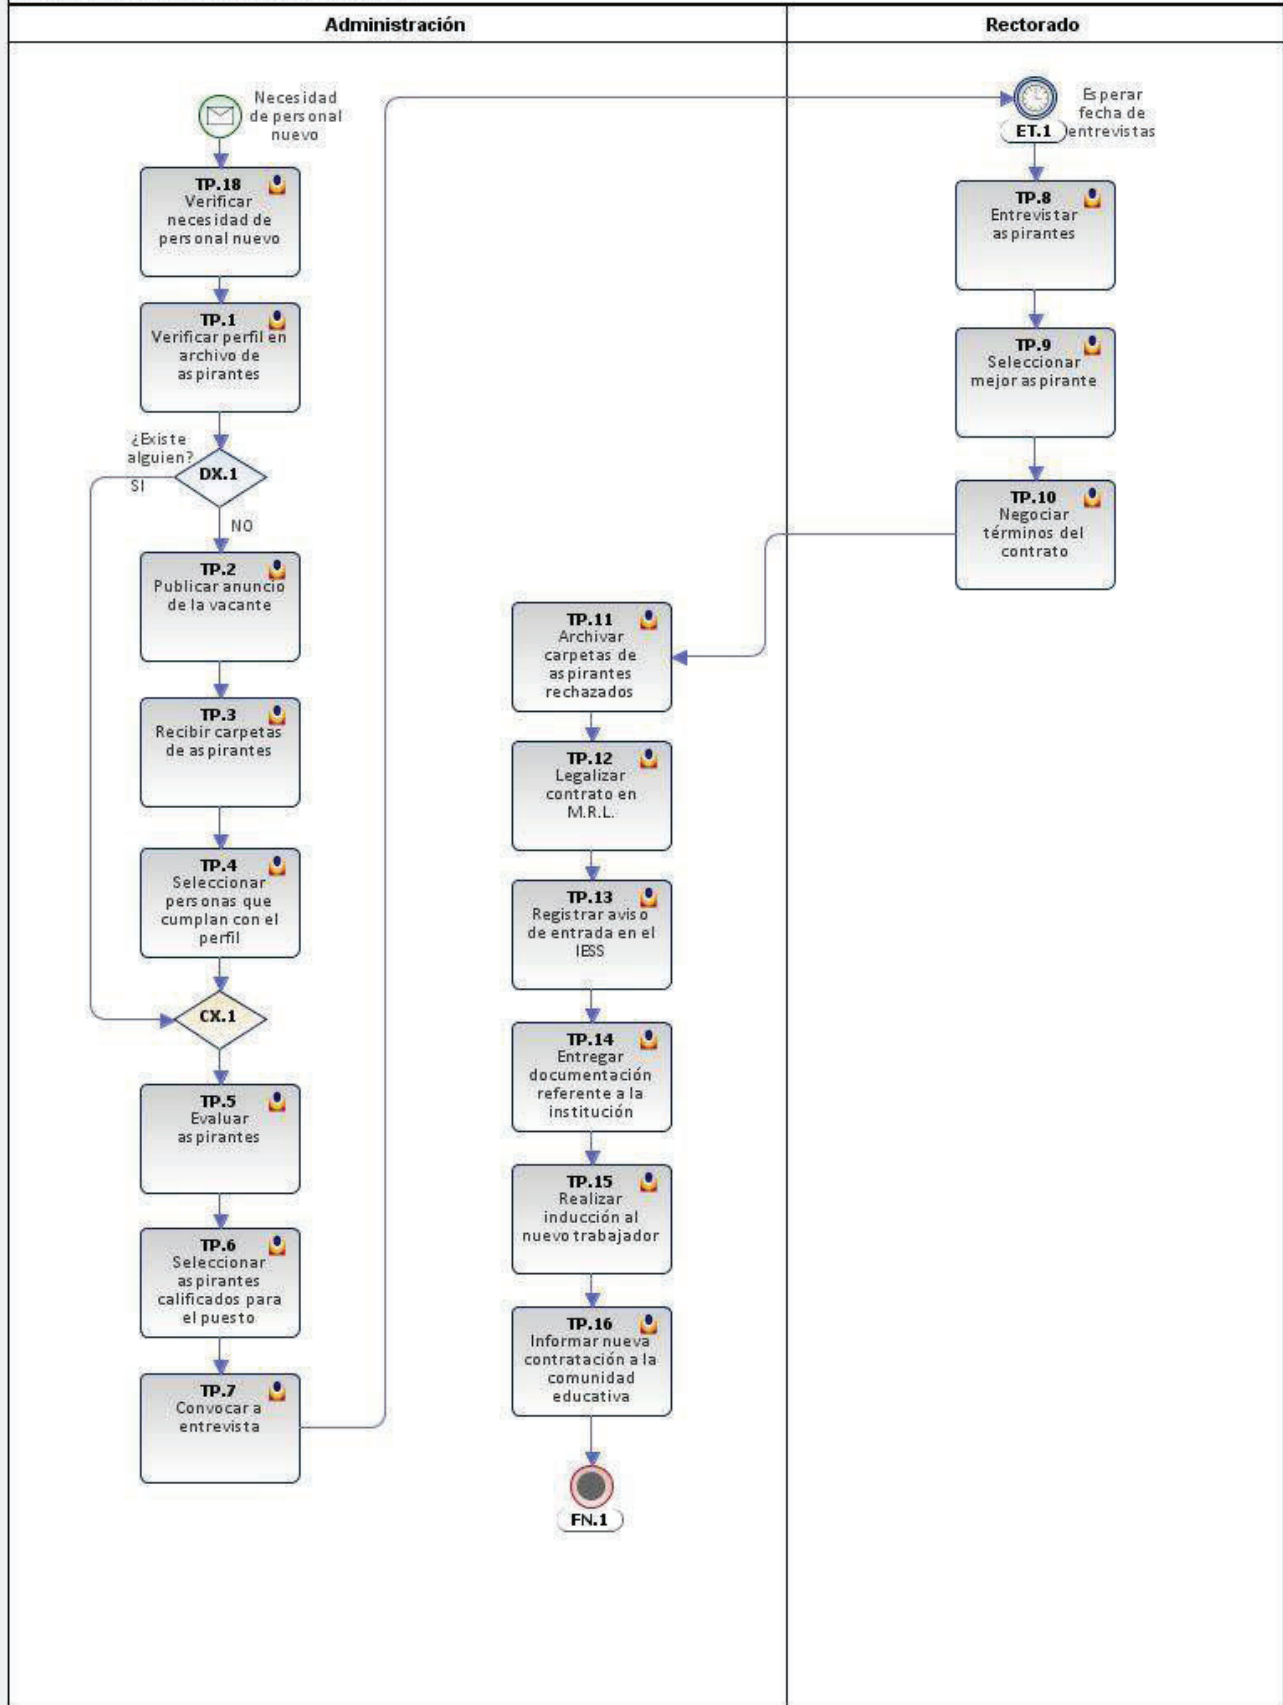 Administración
Rectorado
Necesidad
de personal
nuevo
TP.18
Verificar
necesidad de
personal nuevo
TP.1
Verificar perfil en
archivo de
aspirantes
¿Existe
alguien?
SI
DX.1
NO
TP.2
Publicar anuncio
de la vacante
TP.3
Recibir carpetas
de aspirantes
TP.4
Seleccionar
personas que
cumplan con el
perfil
CX.1
TP.5
Evaluar
aspirantes
TP.6
Seleccionar
aspirantes
calificados para
el puesto
TP.7
Convocar a
entrevista
Esperar
fecha de
entrevistas
ET.1
TP.8
Entrevistar
aspirantes
TP.9
Seleccionar
mejor aspirante
TP.10
Negociar
términos del
contrato
TP.11
Archivar
carpetas de
aspirantes
rechazados
TP.12
Legalizar
contrato en
M.R.L.
TP.13
Registrar aviso
de entrada en el
IESS
TP.14
Entregar
documentación
referente a la
institución
TP.15
Realizar
inducción al
nuevo trabajador
TP.16
Informar nueva
contratación a la
comunidad
educativa
FN.1